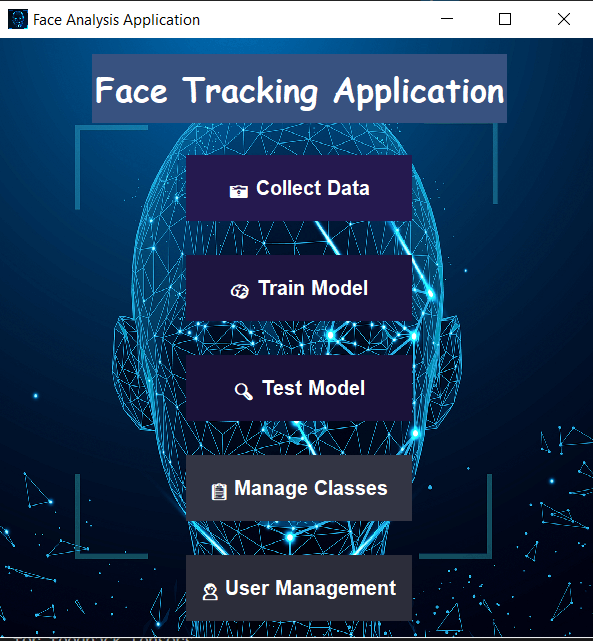 Face Analysis Application
Face Tracking Application
Collect Data
Train Model
Test Model
Manage Classes
User Management